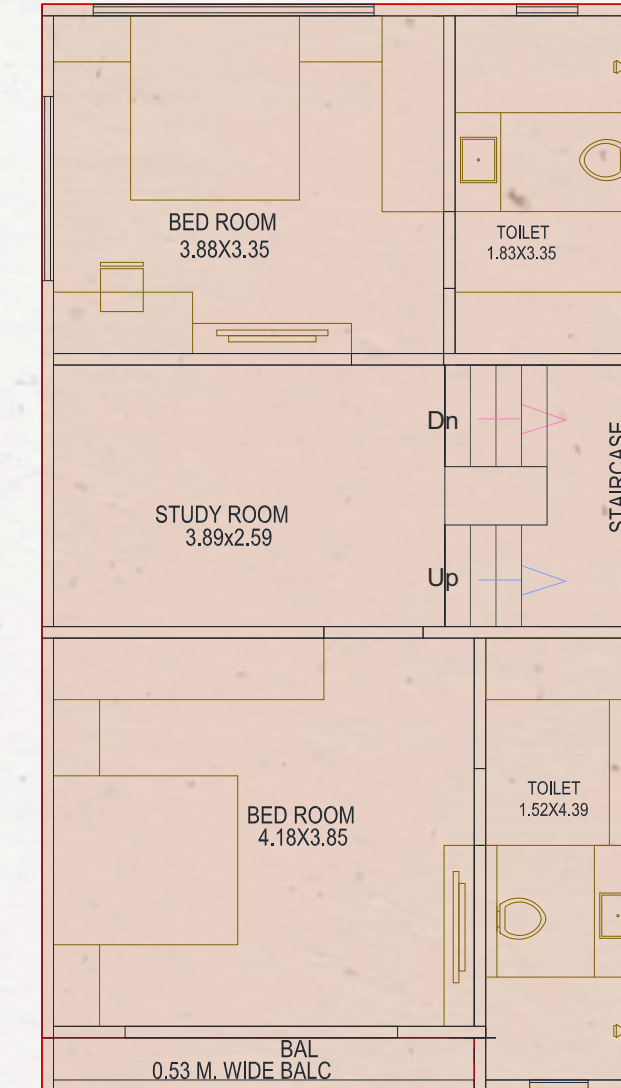 BED ROOM
3.88X3.35
TOILET
1.83X3.35
Dn
STAIRCASE
STUDY ROOM
3.89x2.59
Up
TOILET
1.52X4.39
BED ROOM
4.18X3.85
BAL
0.53 M. WIDE BALC